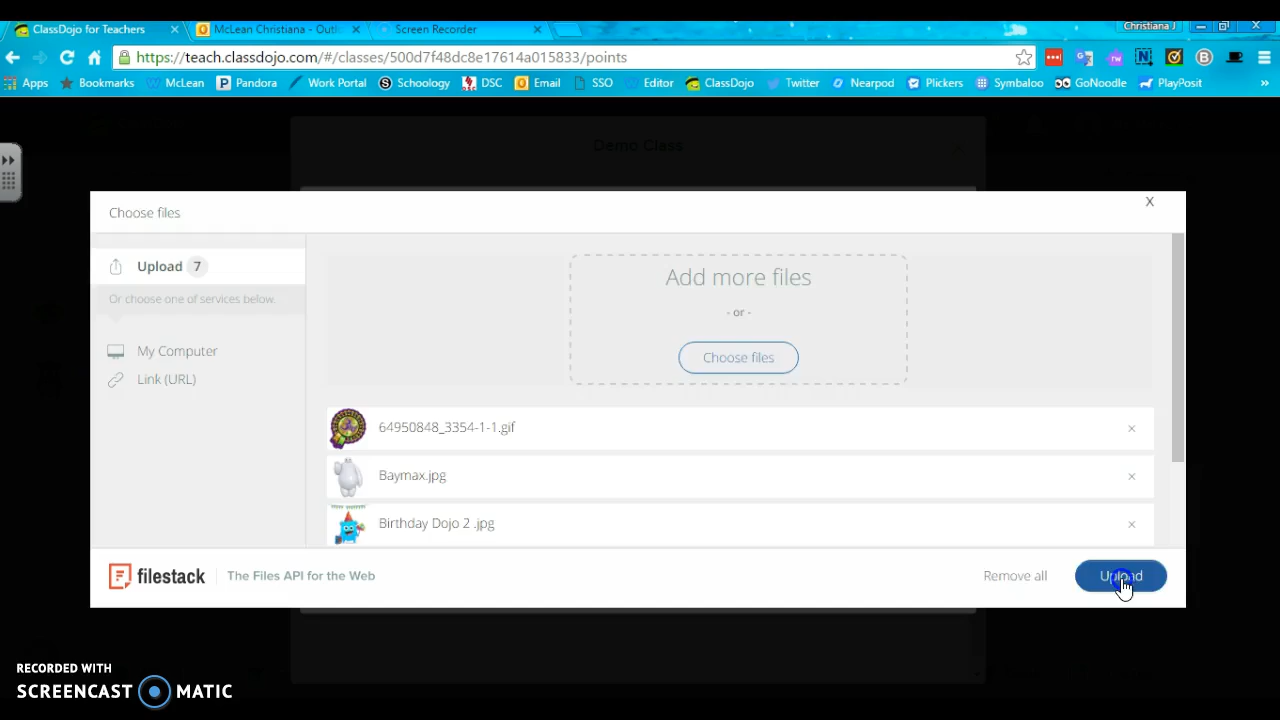 ClassDojo for Teachers
McLean Christiana - Outl
Screen Recorder
Christiana J
https://teach.classdojo.com/#/classes/500d7f48dc8e17614a015833/points
Apps Bookmarks McLean Pandora Work Portal Schoology DSC Email SSO Editor ClassDojo Twitter Nearpod Plickers Symbaloo GoNoodle PlayPosit »
Demo Class
Choose files
X
Upload 7
Or choose one of services below.
My Computer
Link (URL)
Add more files
- or -
Choose files
64950848_3354-1-1.gif ×
Baymax.jpg ×
Birthday Dojo 2 .jpg ×
filestack
The Files API for the Web
Remove all
Upload
RECORDED WITH
SCREENCAST MATIC